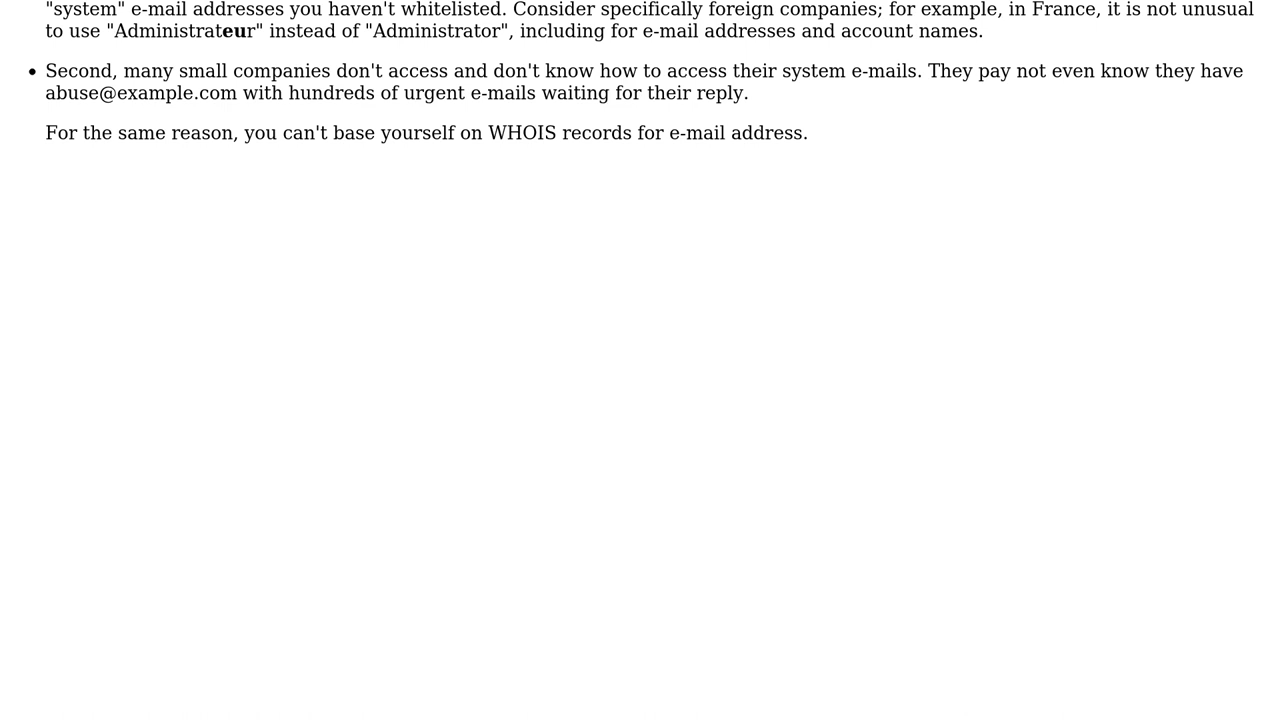 "system" e-mail addresses you haven't whitelisted. Consider specifically foreign companies; for example, in France, it is not unusual
to use "Administrateur" instead of "Administrator", including for e-mail addresses and account names.
• Second, many small companies don't access and don't know how to access their system e-mails. They pay not even know they have
abuse@example.com with hundreds of urgent e-mails waiting for their reply.
For the same reason, you can't base yourself on WHOIS records for e-mail address.